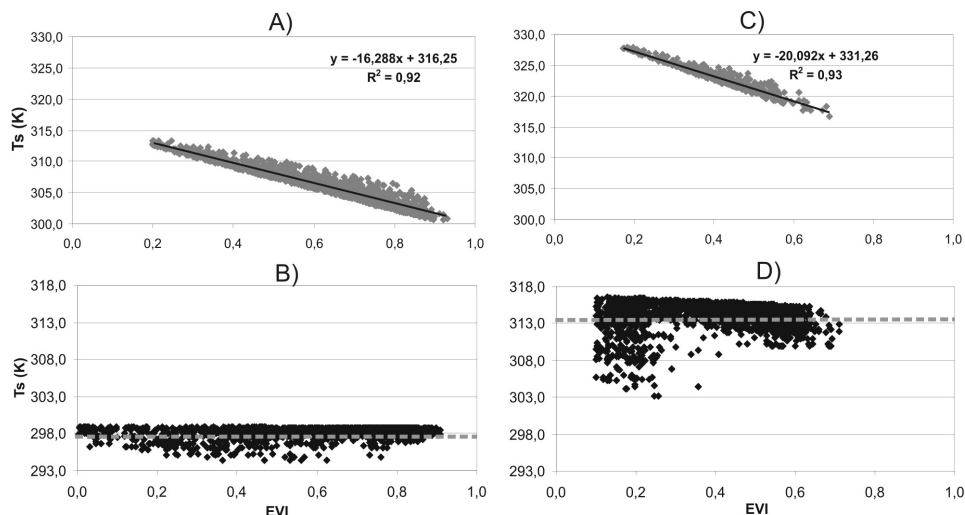 A)
330,0
325,0
320,0
315,0
310,0
305,0
300,0
Ts (K)
y = -16,288x + 316,25
R² = 0,92
0,0 0,2 0,4 0,6 0,8 1,0
C)
330,0
325,0
320,0
315,0
310,0
305,0
300,0
y = -20,092x + 331,26
R² = 0,93
0,0 0,2 0,4 0,6 0,8 1,0
B)
318,0
313,0
308,0
303,0
298,0
293,0
Ts (K)
0,0 0,2 0,4 0,6 0,8 1,0
EVI
D)
318,0
313,0
308,0
303,0
298,0
293,0
0,0 0,2 0,4 0,6 0,8 1,0
EVI